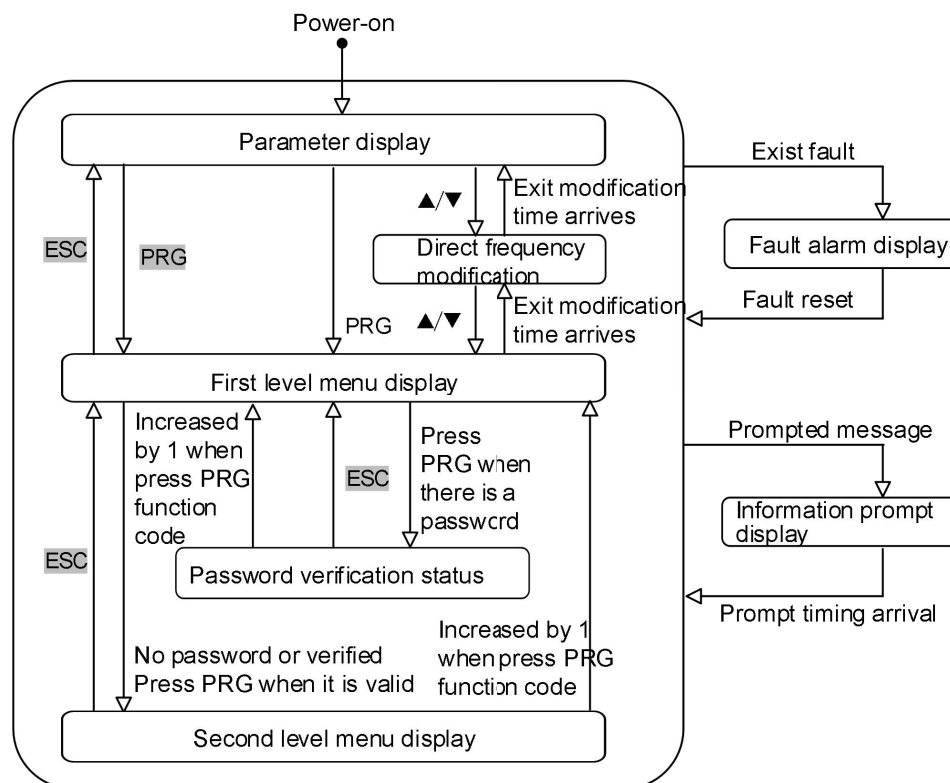 Power-on
Parameter display
Exist fault
▲/▼
Exit modification
time arrives
ESC
PRG
Direct frequency
modification
Fault alarm display
Fault reset
PRG
▲/▼
Exit modification
time arrives
First level menu display
Increased
by 1 when
press PRG
function
code
ESC
Press
PRG when
there is a
password
Prompted message
Information prompt
display
ESC
Password verification status
Prompt timing arrival
No password or verified
Press PRG when it is valid
Increased by 1
when press PRG
function code
Second level menu display